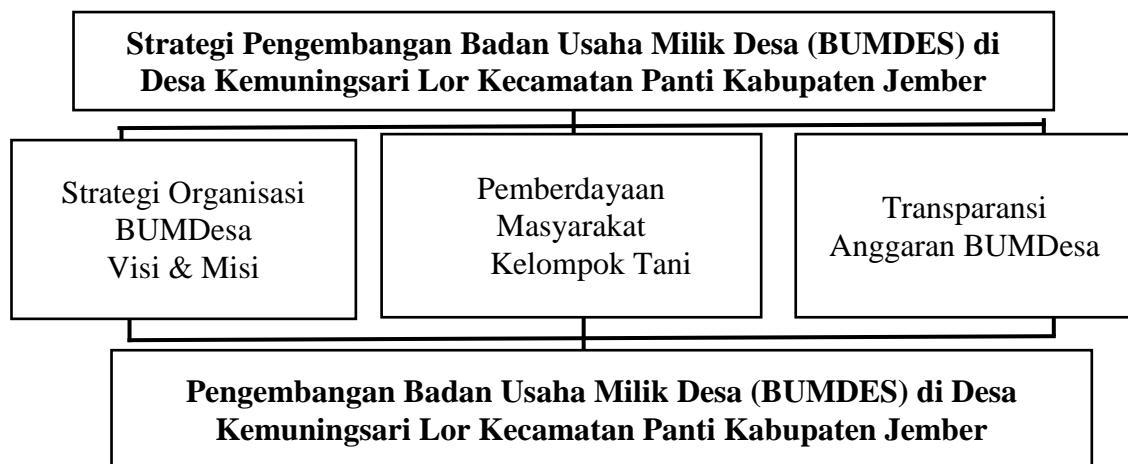 Strategi Pengembangan Badan Usaha Milik Desa (BUMDES) di
Desa Kemuningsari Lor Kecamatan Panti Kabupaten Jember
Strategi Organisasi
BUMDesa
Visi & Misi
Pemberdayaan
Masyarakat
Kelompok Tani
Transparansi
Anggaran BUMDesa
Pengembangan Badan Usaha Milik Desa (BUMDES) di Desa
Kemuningsari Lor Kecamatan Panti Kabupaten Jember